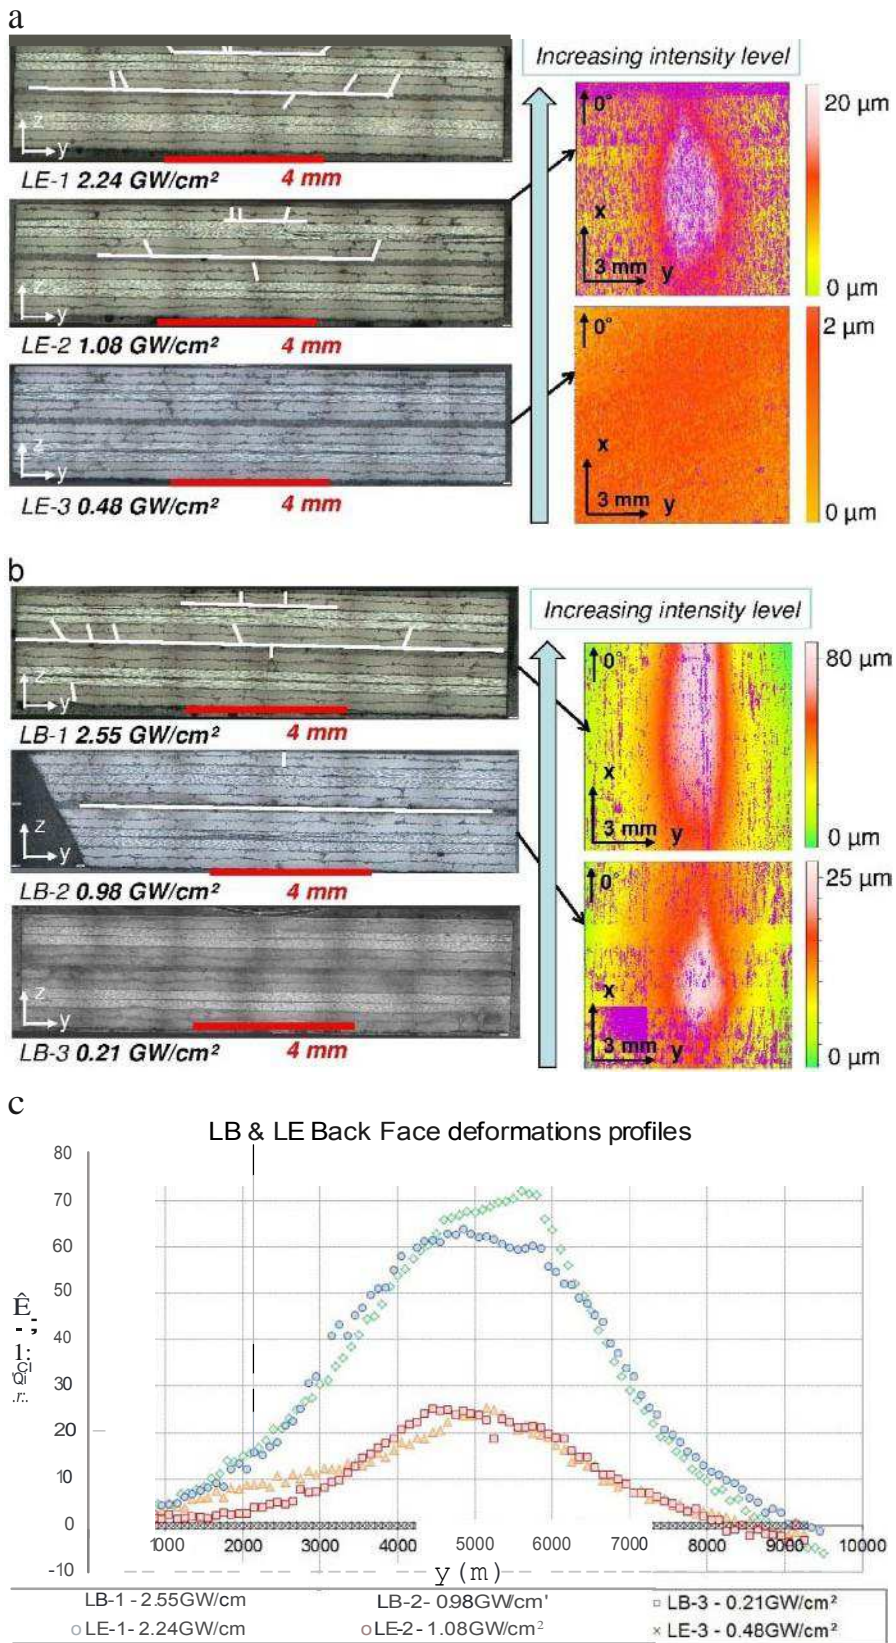 a
Increasing intensity level
z
y
LE-1 2.24 GW/cm²
4 mm
0°
x
3 mm
y
20 µm
0 µm
z
y
LE-2 1.08 GW/cm²
4 mm
z
y
LE-3 0.48 GW/cm²
4 mm
0°
x
3 mm
y
2 µm
0 µm
b
Increasing intensity level
z
y
LB-1 2.55 GW/cm²
4 mm
0°
x
3 mm
y
80 µm
0 µm
z
y
LB-2 0.98 GW/cm²
4 mm
z
y
LB-3 0.21 GW/cm²
4 mm
0°
x
3 mm
y
25 µm
0 µm
c
LB & LE Back Face deformations profiles
80
70
60
50
40
30
20
10
0
-10
1000 2000 3000 4000 5000 6000 7000 8000 9000 10000
y (m)
LB-1 - 2.55GW/cm LB-2 - 0.98GW/cm' LB-3 - 0.21GW/cm²
LE-1 - 2.24GW/cm LE-2 - 1.08GW/cm² LE-3 - 0.48GW/cm²